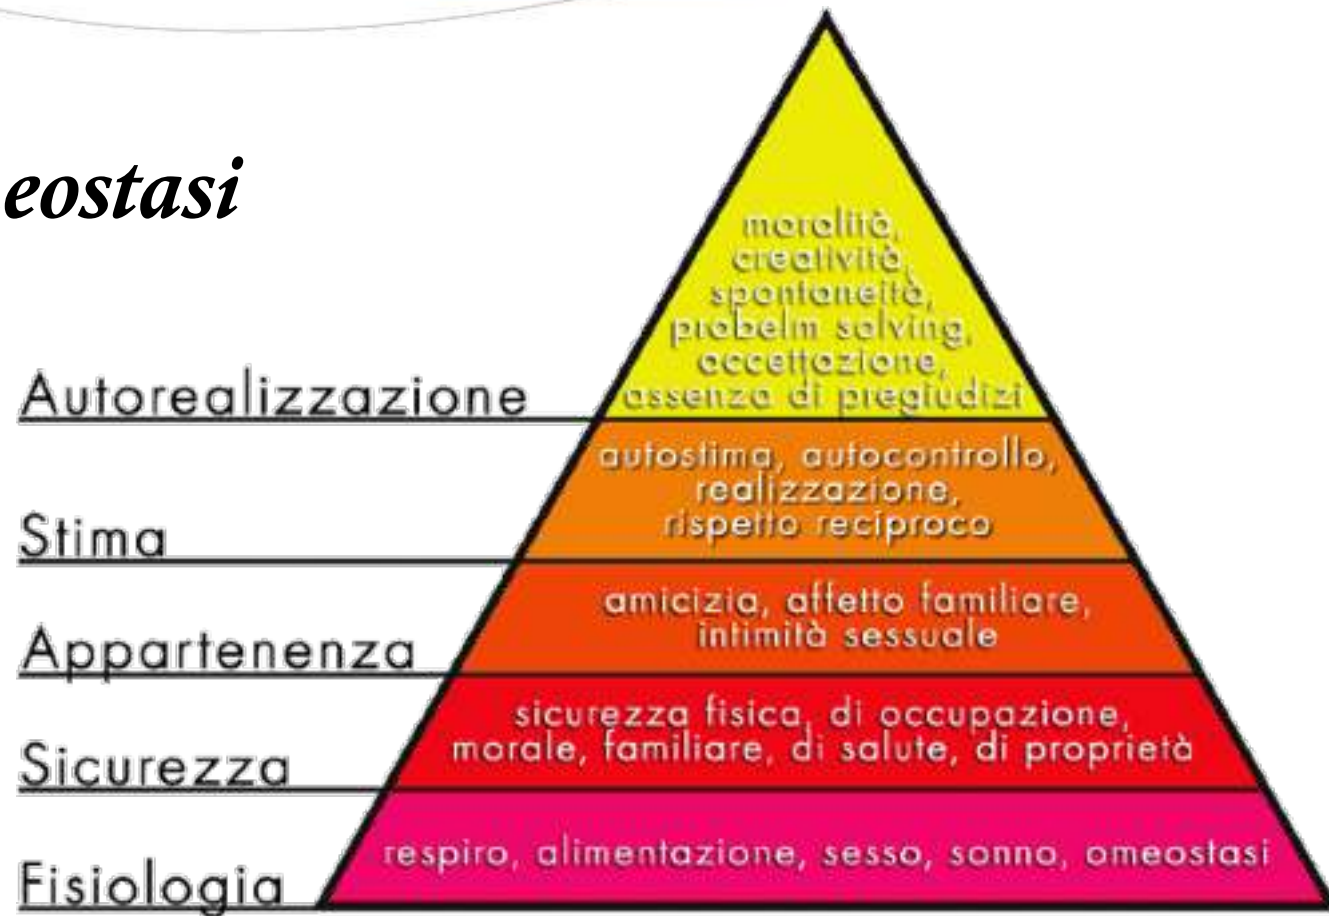 eostasi
moralità,
creatività,
spontaneità,
probelm solving,
accettazione,
assenza di pregiudizi
Autorealizzazione
autostima, autocontrollo,
realizzazione,
rispetto reciproco
Stima
amicizia, affetto familiare,
intimità sessuale
Appartenenza
sicurezza fisica, di occupazione,
morale, familiare, di salute, di proprietà
Sicurezza
respiro, alimentazione, sesso, sonno, omeostasi
Fisiologia